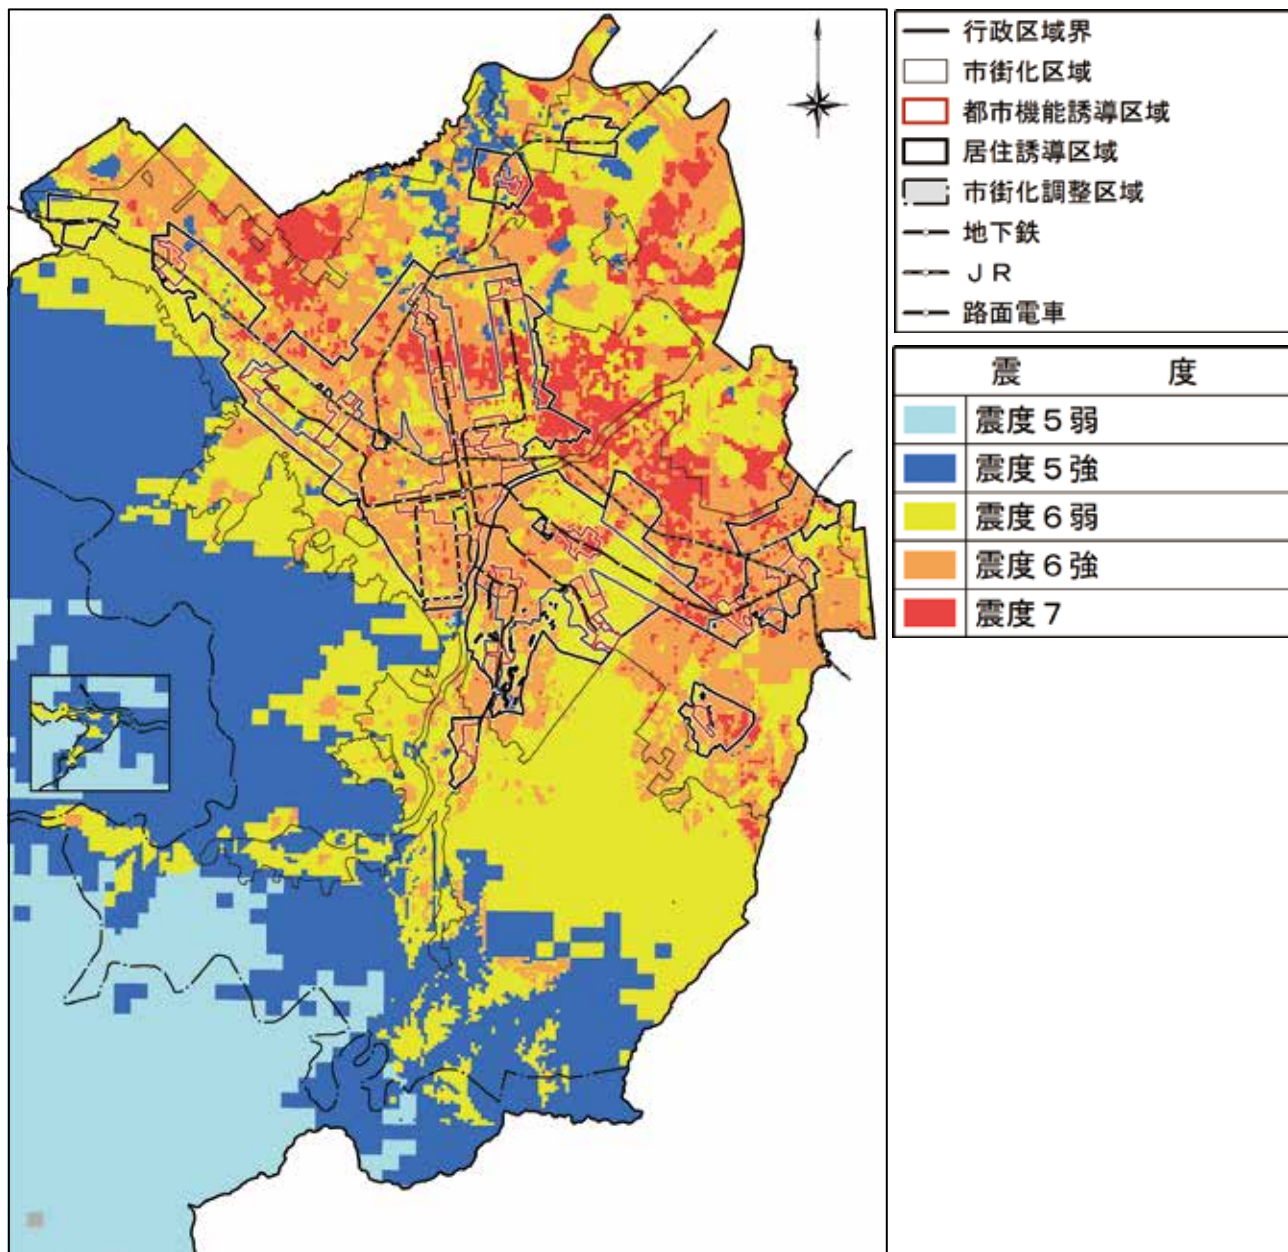 行政区域界
市街化区域
都市機能誘導区域
居住誘導区域
市街化調整区域
地下鉄
ＪＲ
路面電車
震 度
震度５弱
震度５強
震度６弱
震度６強
震度７